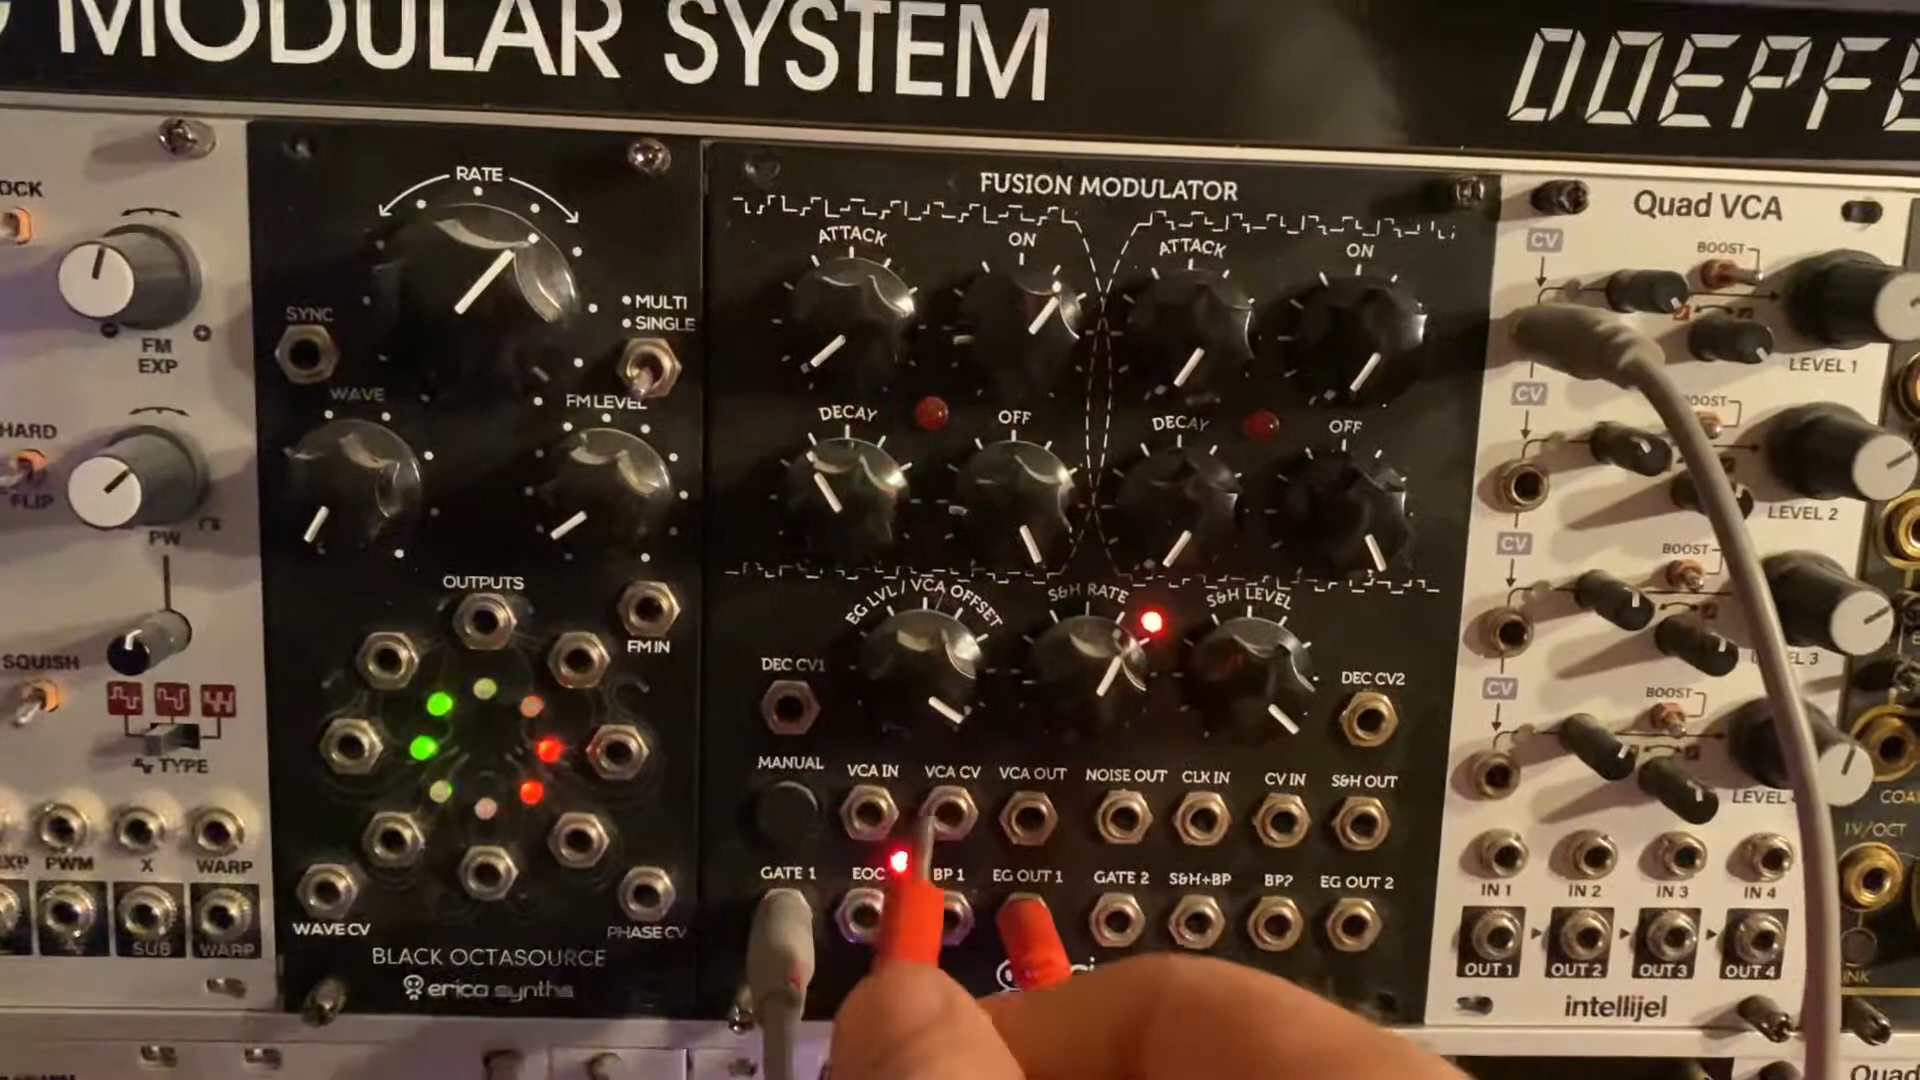 MODULAR SYSTEM
DOEPFE
OCK
FM
EXP
HARD
FLIP
PW
SQUISH
TYPE
EXP
PWM
X
WARP
SUB
WARP
RATE
SYNC
MULTI
SINGLE
WAVE
FM LEVEL
OUTPUTS
FM IN
WAVE CV
PHASE CV
BLACK OCTASOURCE
erica synths
FUSION MODULATOR
ATTACK
ON
ATTACK
ON
DECAY
OFF
DECAY
OFF
EG LVL / VCA OFFSET
S&H RATE
S&H LEVEL
DEC CV1
DEC CV2
MANUAL
VCA IN
VCA CV
VCA OUT
NOISE OUT
CLK IN
CV IN
S&H OUT
GATE 1
EOC
BP 1
EG OUT 1
GATE 2
S&H+BP
BP2
EG OUT 2
Quad VCA
CV
BOOST
LEVEL 1
CV
BOOST
LEVEL 2
CV
BOOST
L 3
CV
BOOST
LEVEL
IN 1
IN 2
IN 3
IN 4
OUT 1
OUT 2
OUT 3
OUT 4
intellijel
COA
1V/OCT
INK
Quad